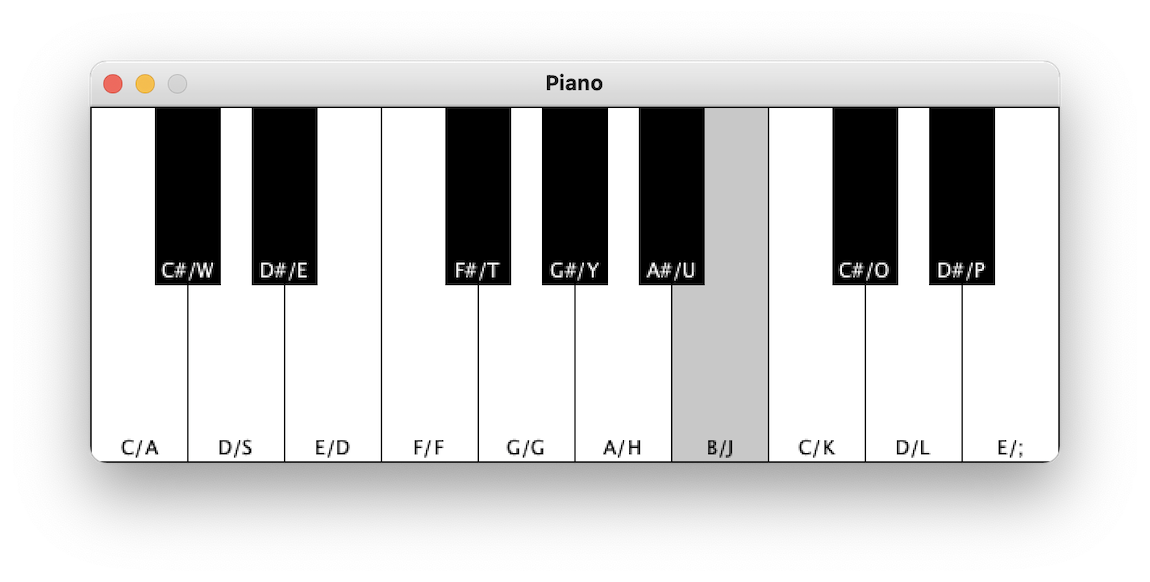 Piano
C#/W D#/E F#/T G#/Y A#/U C#/O D#/P
C/A D/S E/D F/F G/G A/H B/J C/K D/L E/;